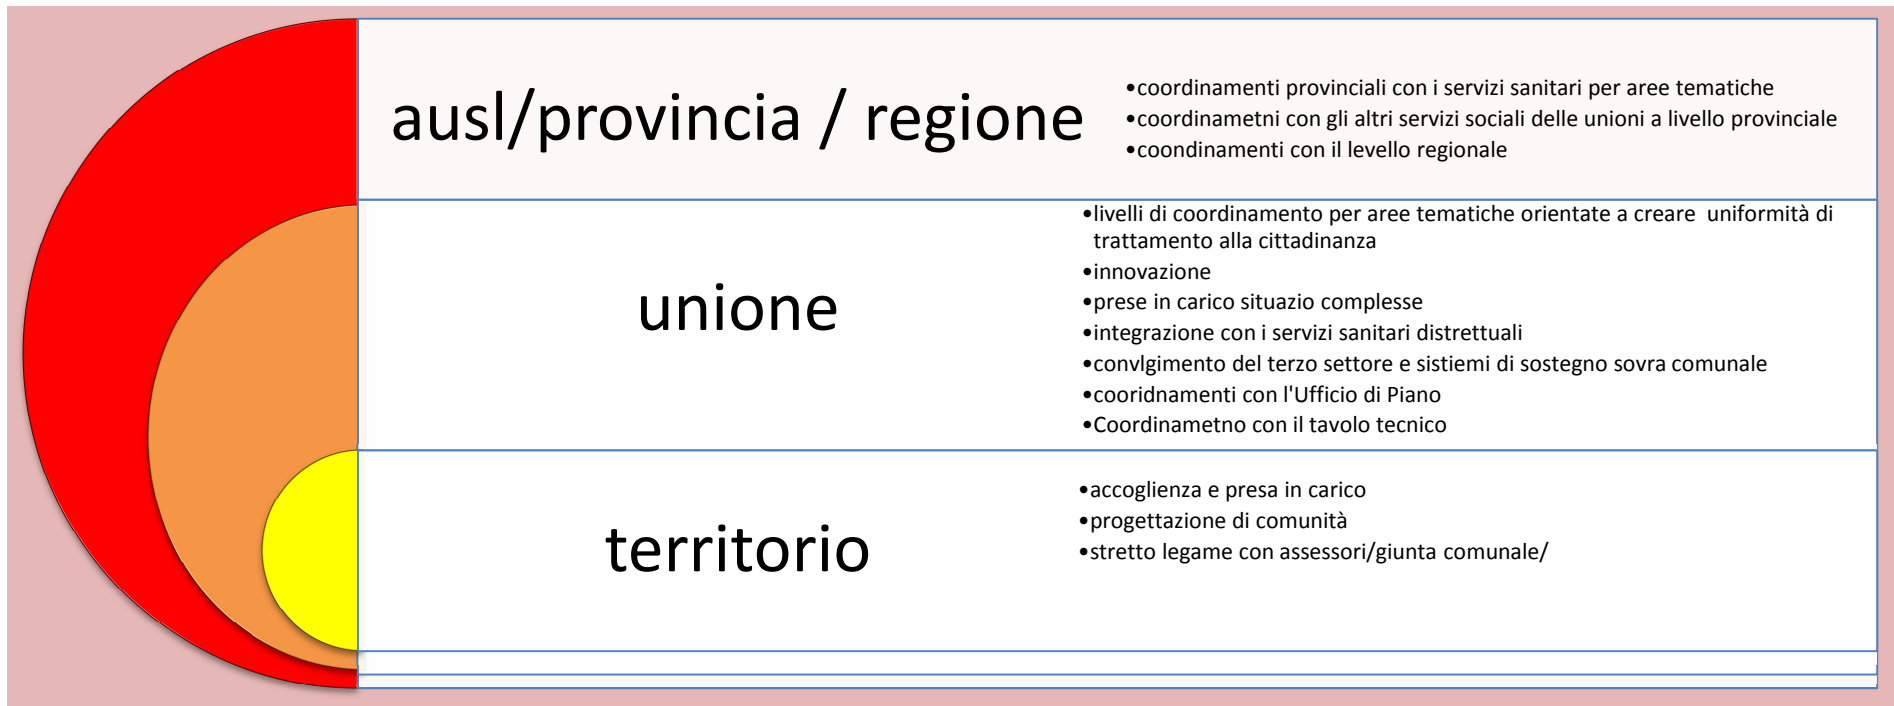 ausl/provincia / regione
•coordinamenti provinciali con i servizi sanitari per aree tematiche
•coordinametni con gli altri servizi sociali delle unioni a livello provinciale
•coondinamenti con il levello regionale
unione
•livelli di coordinamento per aree tematiche orientate a creare uniformità di
trattamento alla cittadinanza
•innovazione
•prese in carico situazio complesse
•integrazione con i servizi sanitari distrettuali
•convlgimento del terzo settore e sistiemi di sostegno sovra comunale
•cooridnamenti con l'Ufficio di Piano
•Coordinametno con il tavolo tecnico
territorio
•accoglienza e presa in carico
•progettazione di comunità
•stretto legame con assessori/giunta comunale/